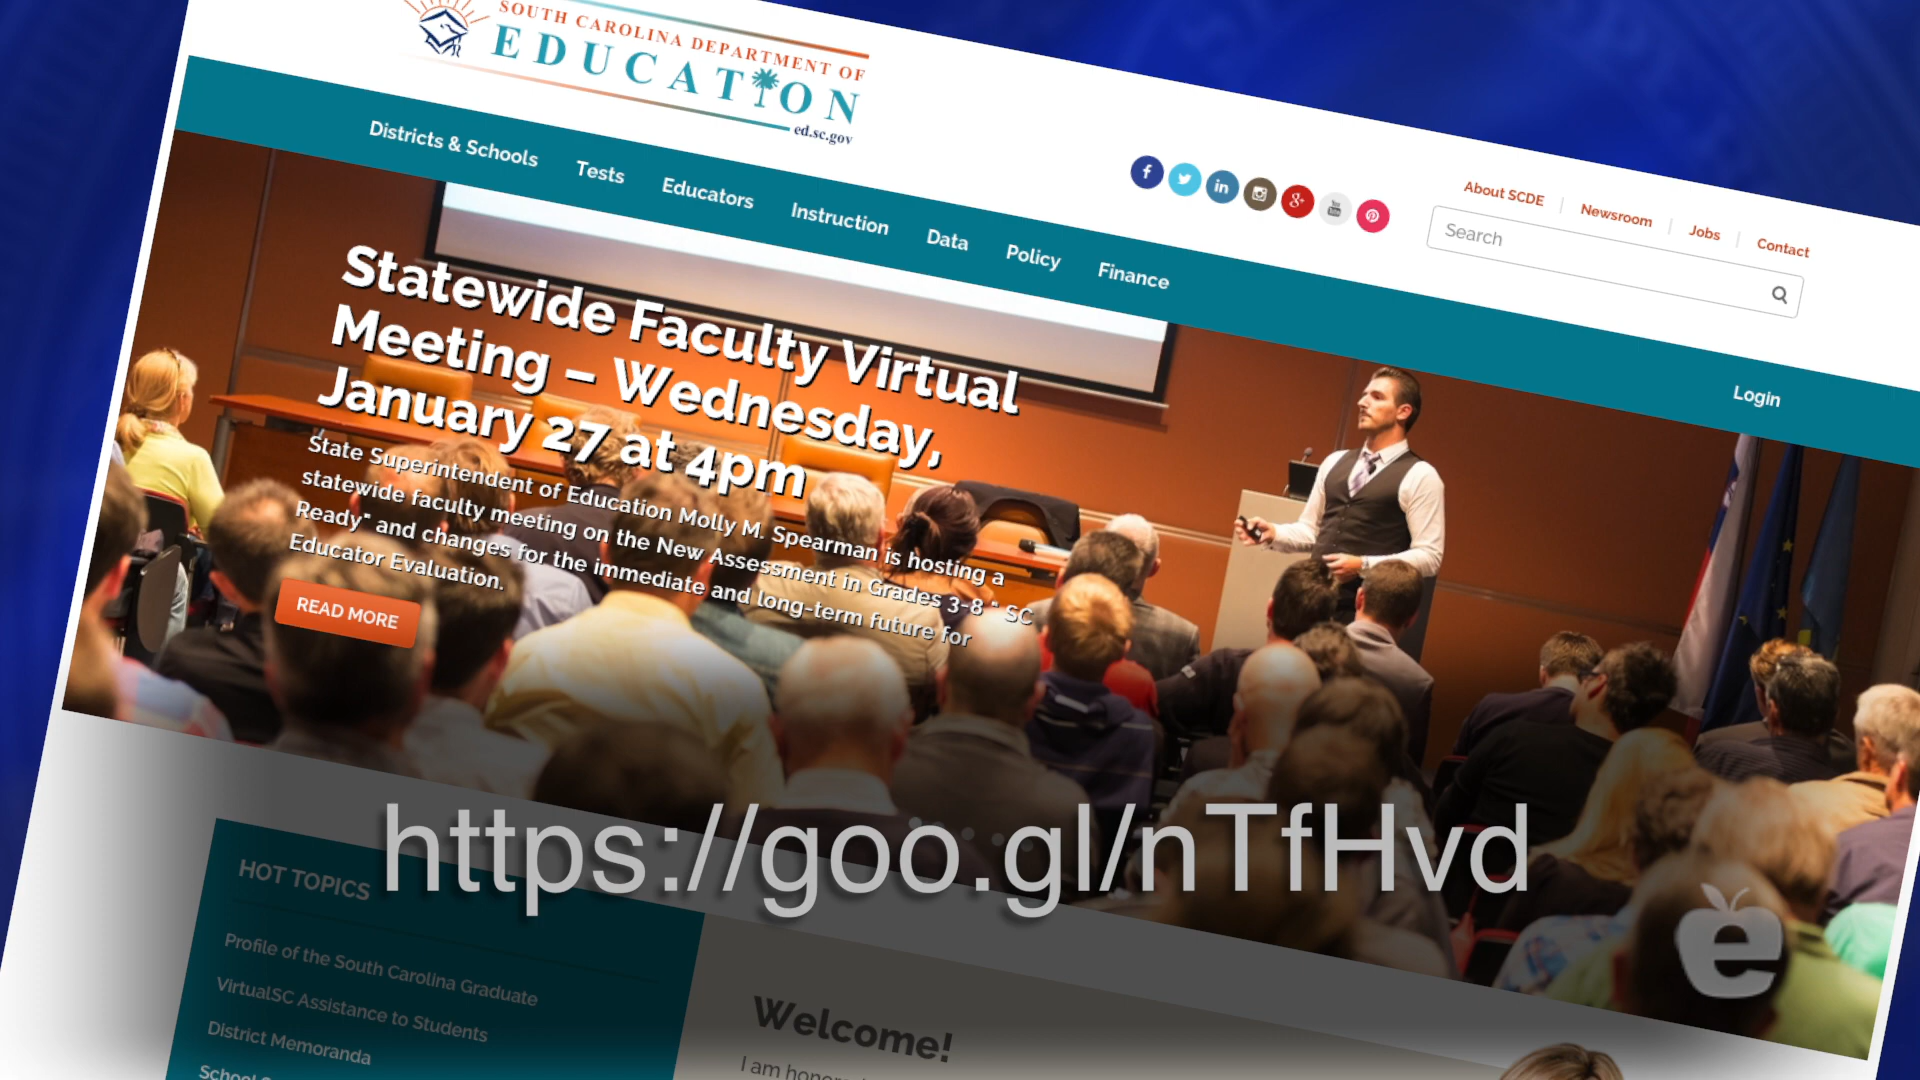 SOUTH CAROLINA DEPARTMENT OF
EDUCATION
ed.sc.gov
About SCDE
Newsroom
Jobs
Contact
Search
Districts & Schools
Tests
Educators
Instruction
Data
Policy
Finance
Login
Statewide Faculty Virtual
Meeting – Wednesday,
January 27 at 4pm
State Superintendent of Education Molly M. Spearman is hosting a
statewide faculty meeting on the New Assessment in Grades 3-8 " SC
Ready" and changes for the immediate and long-term future for
Educator Evaluation.
READ MORE
https://goo.gl/nTfHvd
e
HOT TOPICS
Profile of the South Carolina Graduate
VirtualSC Assistance to Students
District Memoranda
School
Welcome!
I am